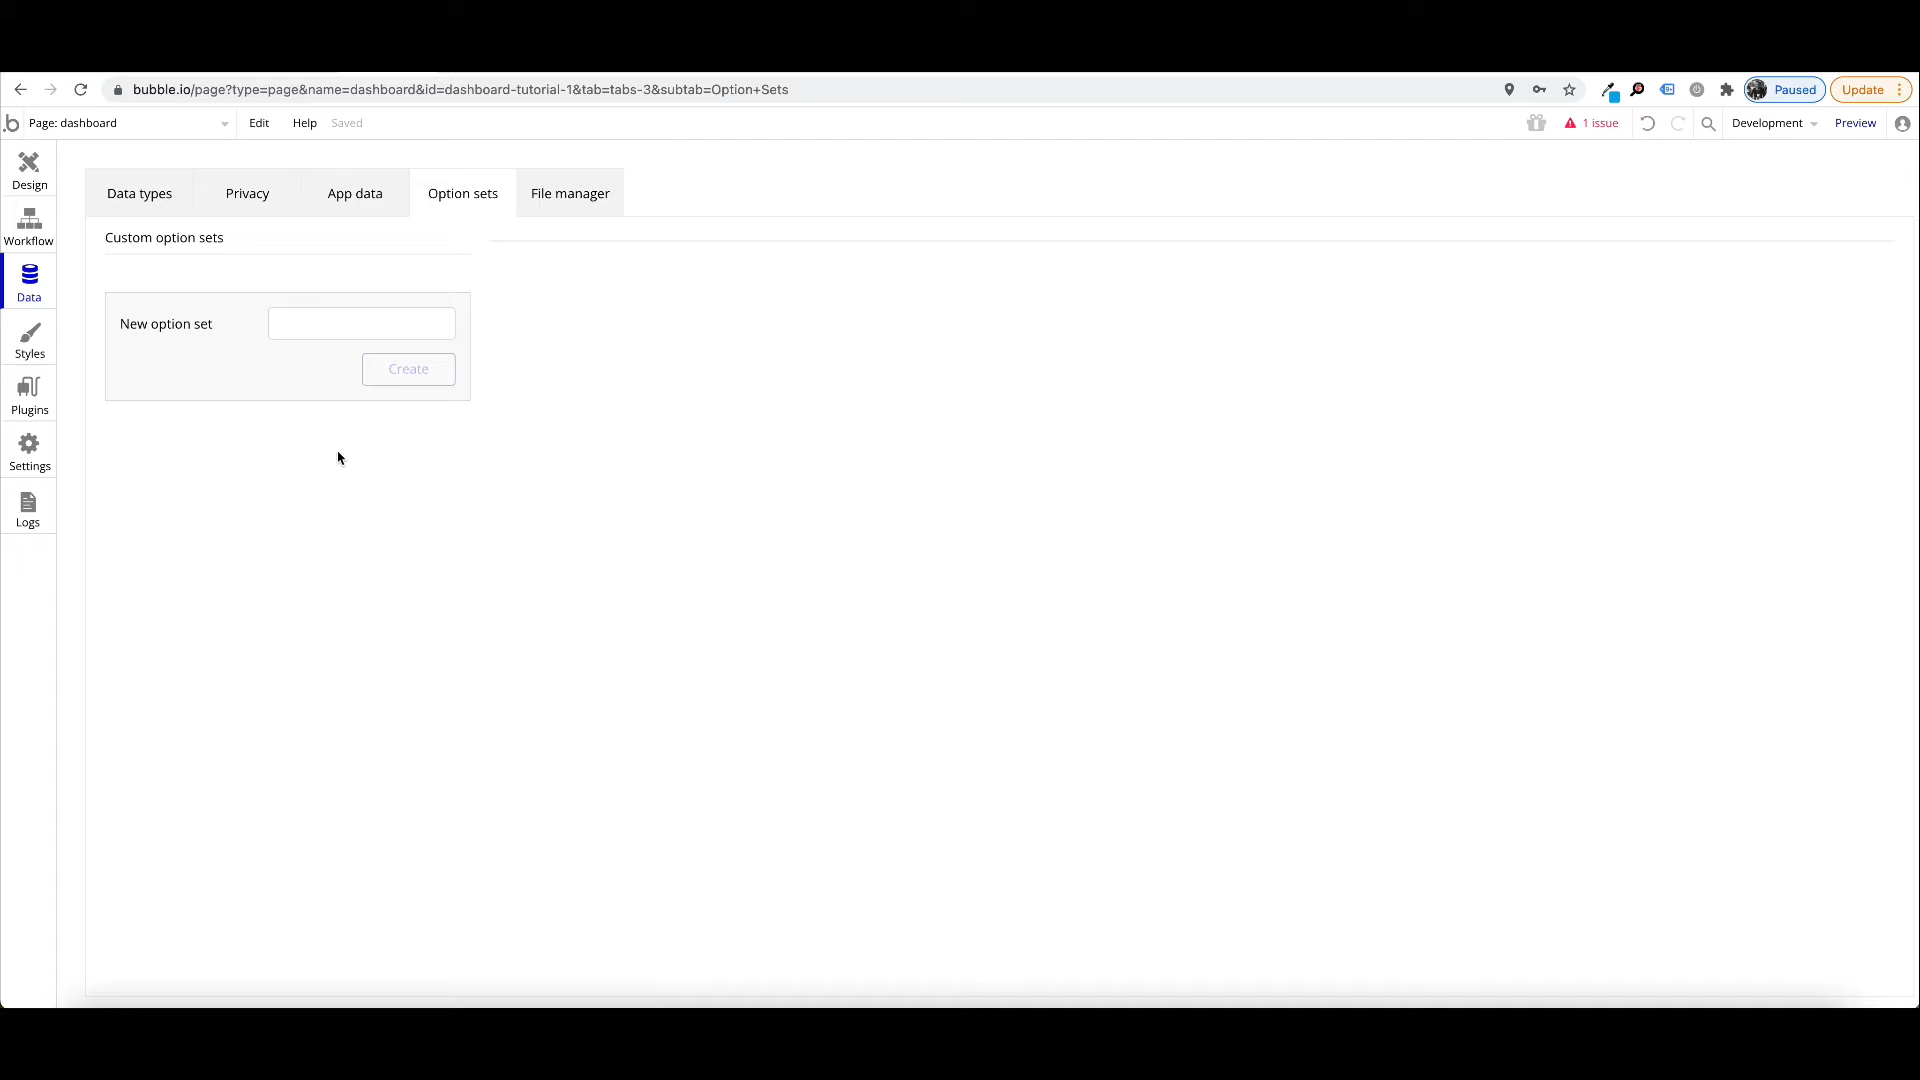 bubble.io/page?type=page&name=dashboard&id=dashboard-tutorial-1&tab=tabs-3&subtab=Option+Sets
Paused
Update
.b
Page: dashboard
Edit
Help
Saved
1 issue
Development
Preview
Design
Workflow
Data
Styles
Plugins
Settings
Logs
Data types
Privacy
App data
Option sets
File manager
Custom option sets
New option set
Create